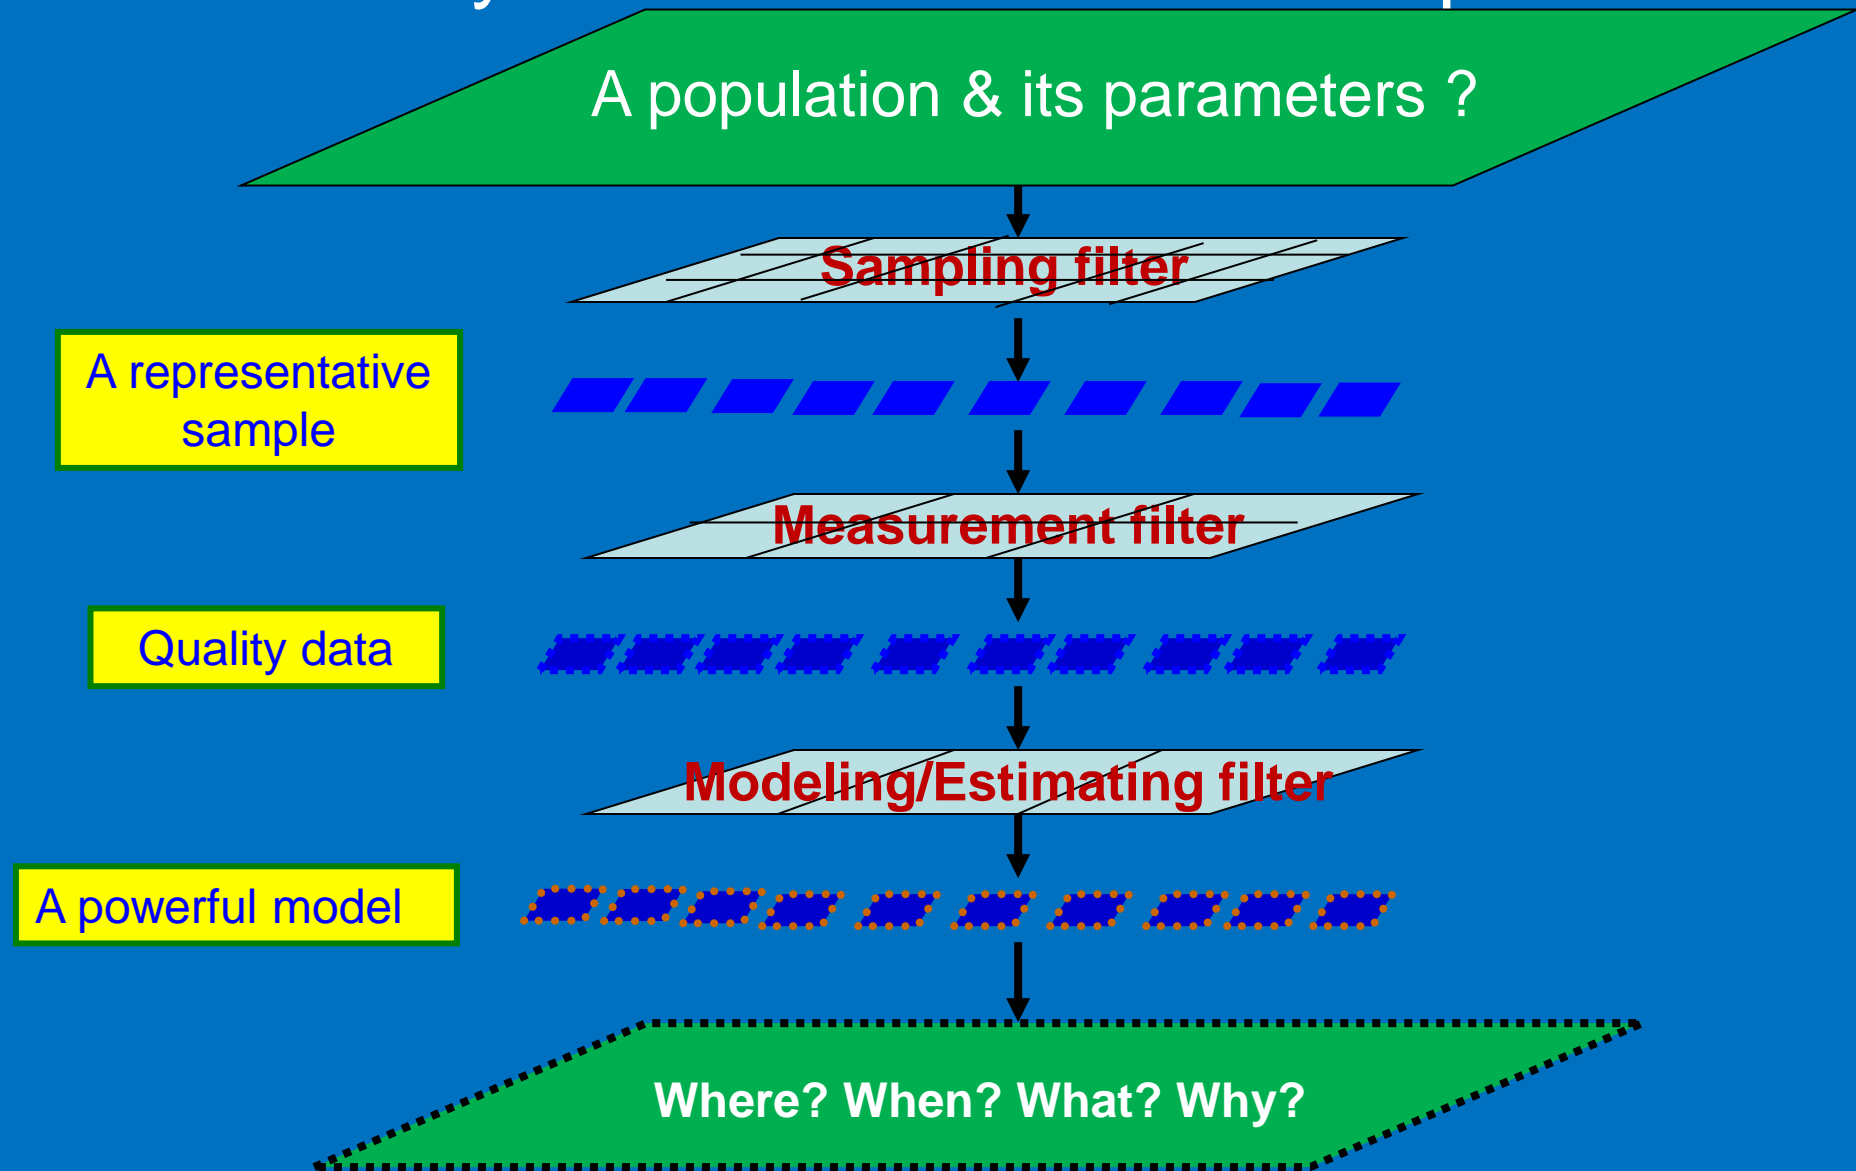 A population & its parameters ?
Sampling filter
A representative
sample
Measurement filter
Quality data
Modeling/Estimating filter
A powerful model
Where? When? What? Why?